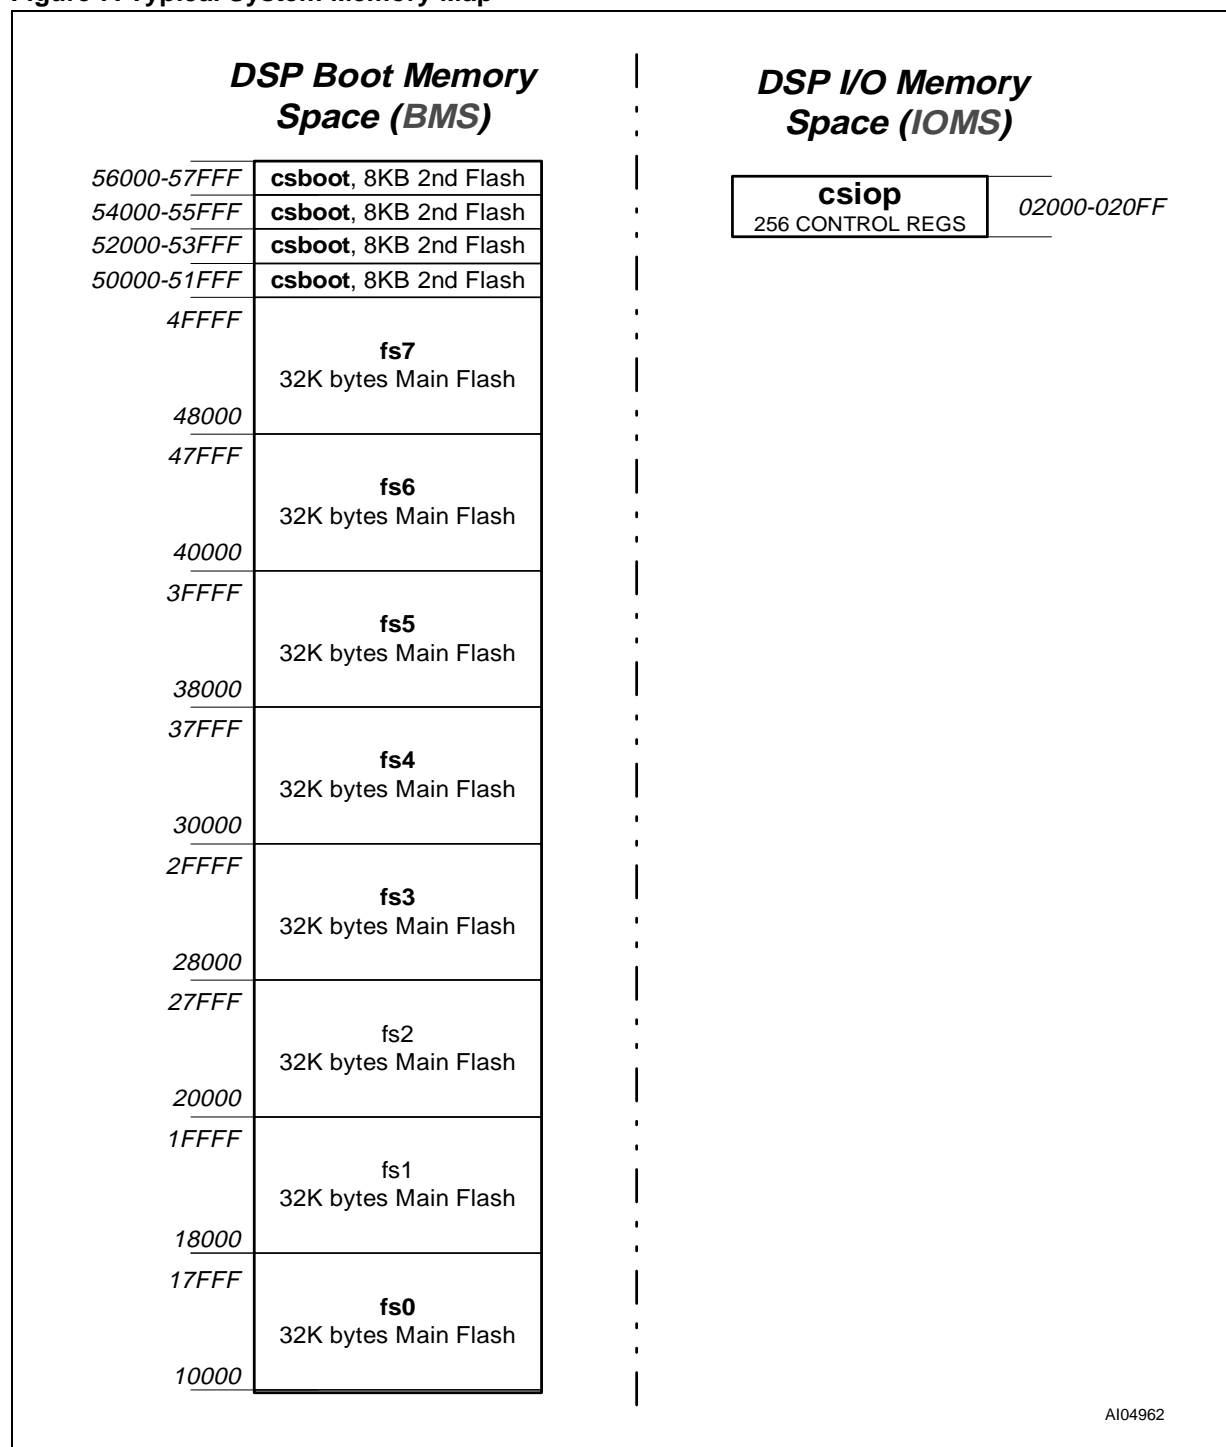 DSP Boot Memory
Space (BMS)
56000-57FFF csboot, 8KB 2nd Flash
54000-55FFF csboot, 8KB 2nd Flash
52000-53FFF csboot, 8KB 2nd Flash
50000-51FFF csboot, 8KB 2nd Flash
4FFFF
fs7
32K bytes Main Flash
48000
47FFF
fs6
32K bytes Main Flash
40000
3FFFF
fs5
32K bytes Main Flash
38000
37FFF
fs4
32K bytes Main Flash
30000
2FFFF
fs3
32K bytes Main Flash
28000
27FFF
fs2
32K bytes Main Flash
20000
1FFFF
fs1
32K bytes Main Flash
18000
17FFF
fs0
32K bytes Main Flash
10000
DSP I/O Memory
Space (IOMS)
csiop
256 CONTROL REGS
02000-020FF
AI04962